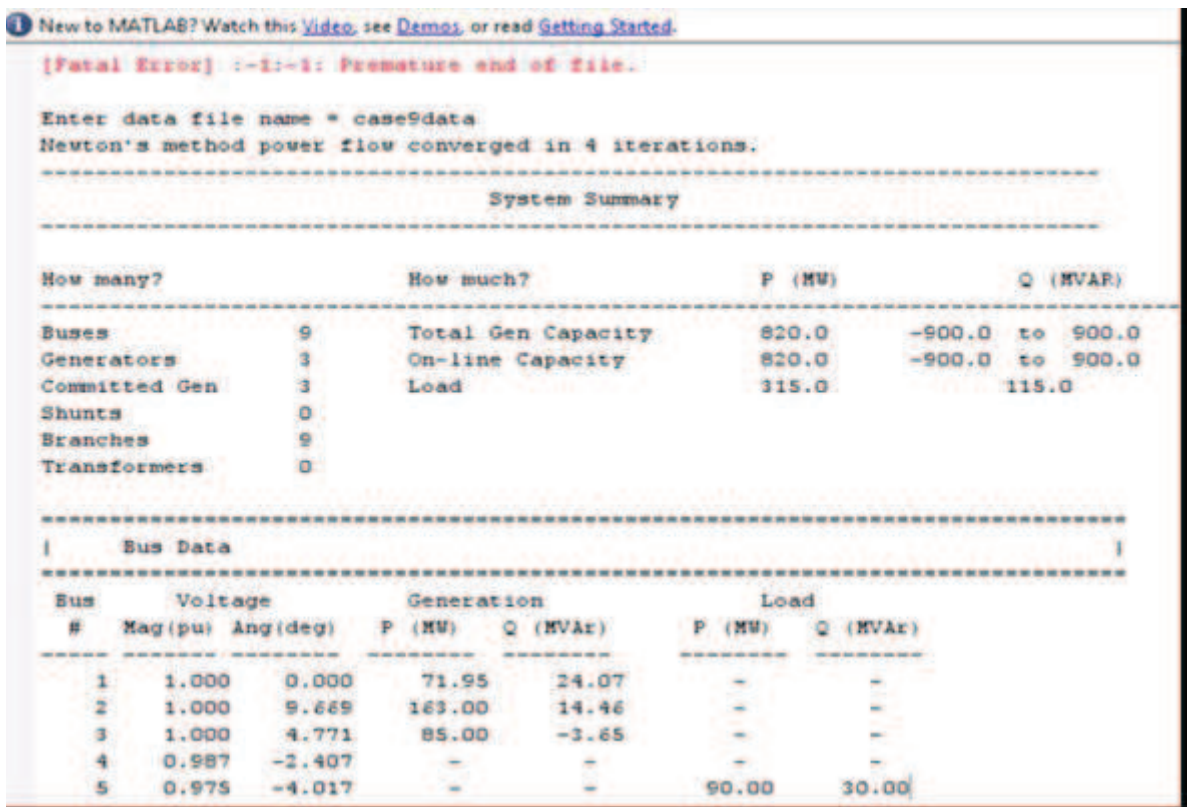 New to MATLAB? Watch this Video, see Demos, or read Getting Started.
[Fatal Error] :-1:-1: Premature end of file.
Enter data file name = case9data
Newton's method power flow converged in 4 iterations.
System Summary
How many? How much? P (MW) Q (MVAR)
Buses 9 Total Gen Capacity 820.0 -900.0 to 900.0
Generators 3 On-line Capacity 820.0 -900.0 to 900.0
Committed Gen 3 Load 315.0 115.0
Shunts 0
Branches 9
Transformers 0
| Bus Data |
Bus Voltage Generation Load
# Mag(pu) Ang(deg) P (MW) Q (MVAr) P (MW) Q (MVAr)
----- ------- -------- -------- -------- -------- --------
1 1.000 0.000 71.95 24.07 - -
2 1.000 9.669 163.00 14.46 - -
3 1.000 4.771 85.00 -3.65 - -
4 0.987 -2.407 - - - -
5 0.975 -4.017 - - 90.00 30.00